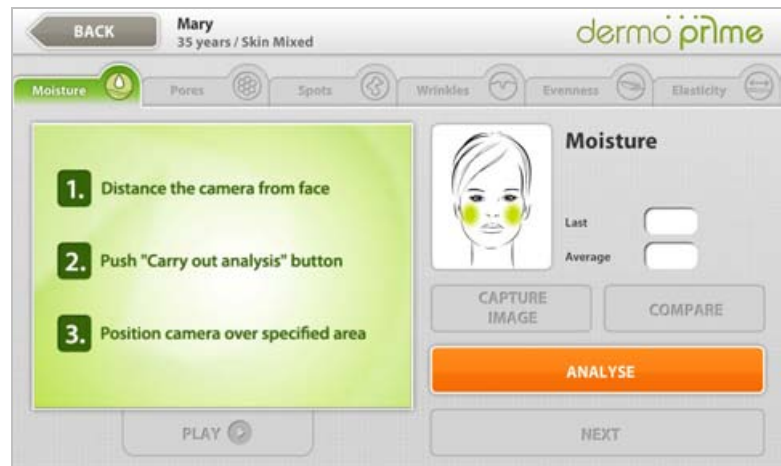 BACK
Mary
35 years / Skin Mixed
dermo prime
Moisture
Pores
Spots
Wrinkles
Evenness
Elasticity
1. Distance the camera from face
2. Push "Carry out analysis" button
3. Position camera over specified area
PLAY
Moisture
Last
Average
CAPTURE
IMAGE
COMPARE
ANALYSE
NEXT